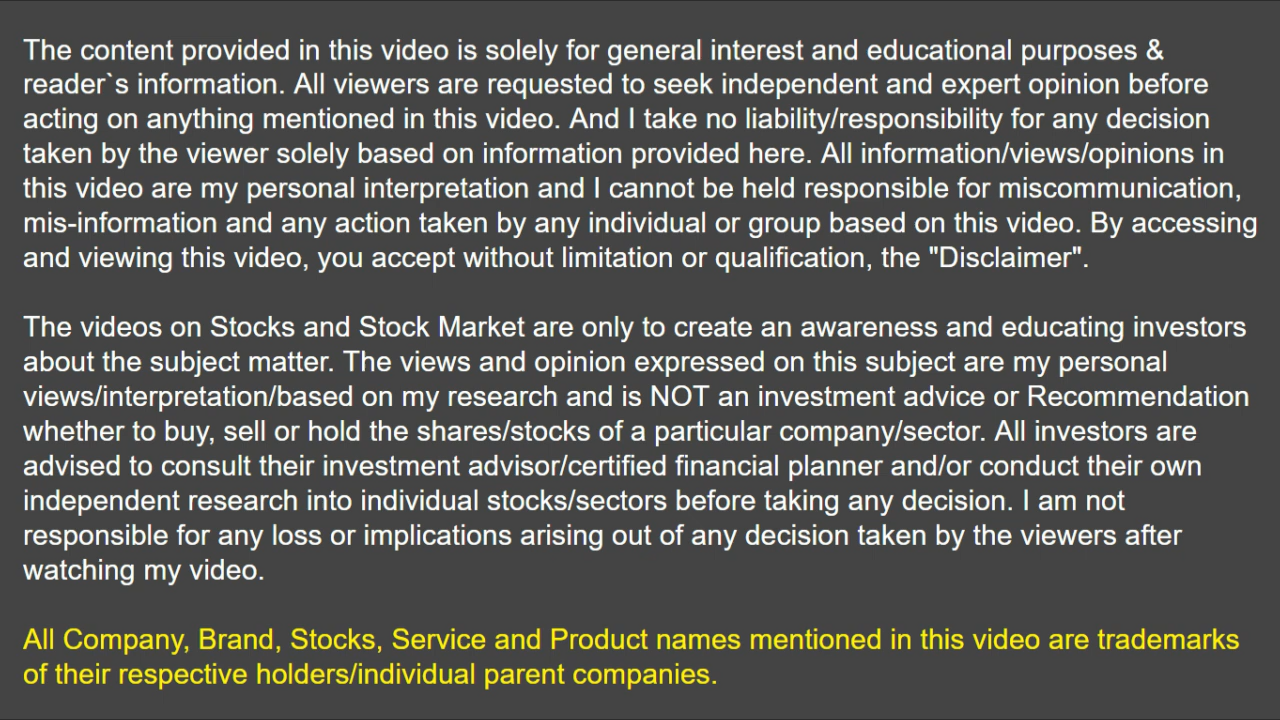 The content provided in this video is solely for general interest and educational purposes &
reader`s information. All viewers are requested to seek independent and expert opinion before
acting on anything mentioned in this video. And I take no liability/responsibility for any decision
taken by the viewer solely based on information provided here. All information/views/opinions in
this video are my personal interpretation and I cannot be held responsible for miscommunication,
mis-information and any action taken by any individual or group based on this video. By accessing
and viewing this video, you accept without limitation or qualification, the "Disclaimer".
The videos on Stocks and Stock Market are only to create an awareness and educating investors
about the subject matter. The views and opinion expressed on this subject are my personal
views/interpretation/based on my research and is NOT an investment advice or Recommendation
whether to buy, sell or hold the shares/stocks of a particular company/sector. All investors are
advised to consult their investment advisor/certified financial planner and/or conduct their own
independent research into individual stocks/sectors before taking any decision. I am not
responsible for any loss or implications arising out of any decision taken by the viewers after
watching my video.
All Company, Brand, Stocks, Service and Product names mentioned in this video are trademarks
of their respective holders/individual parent companies.